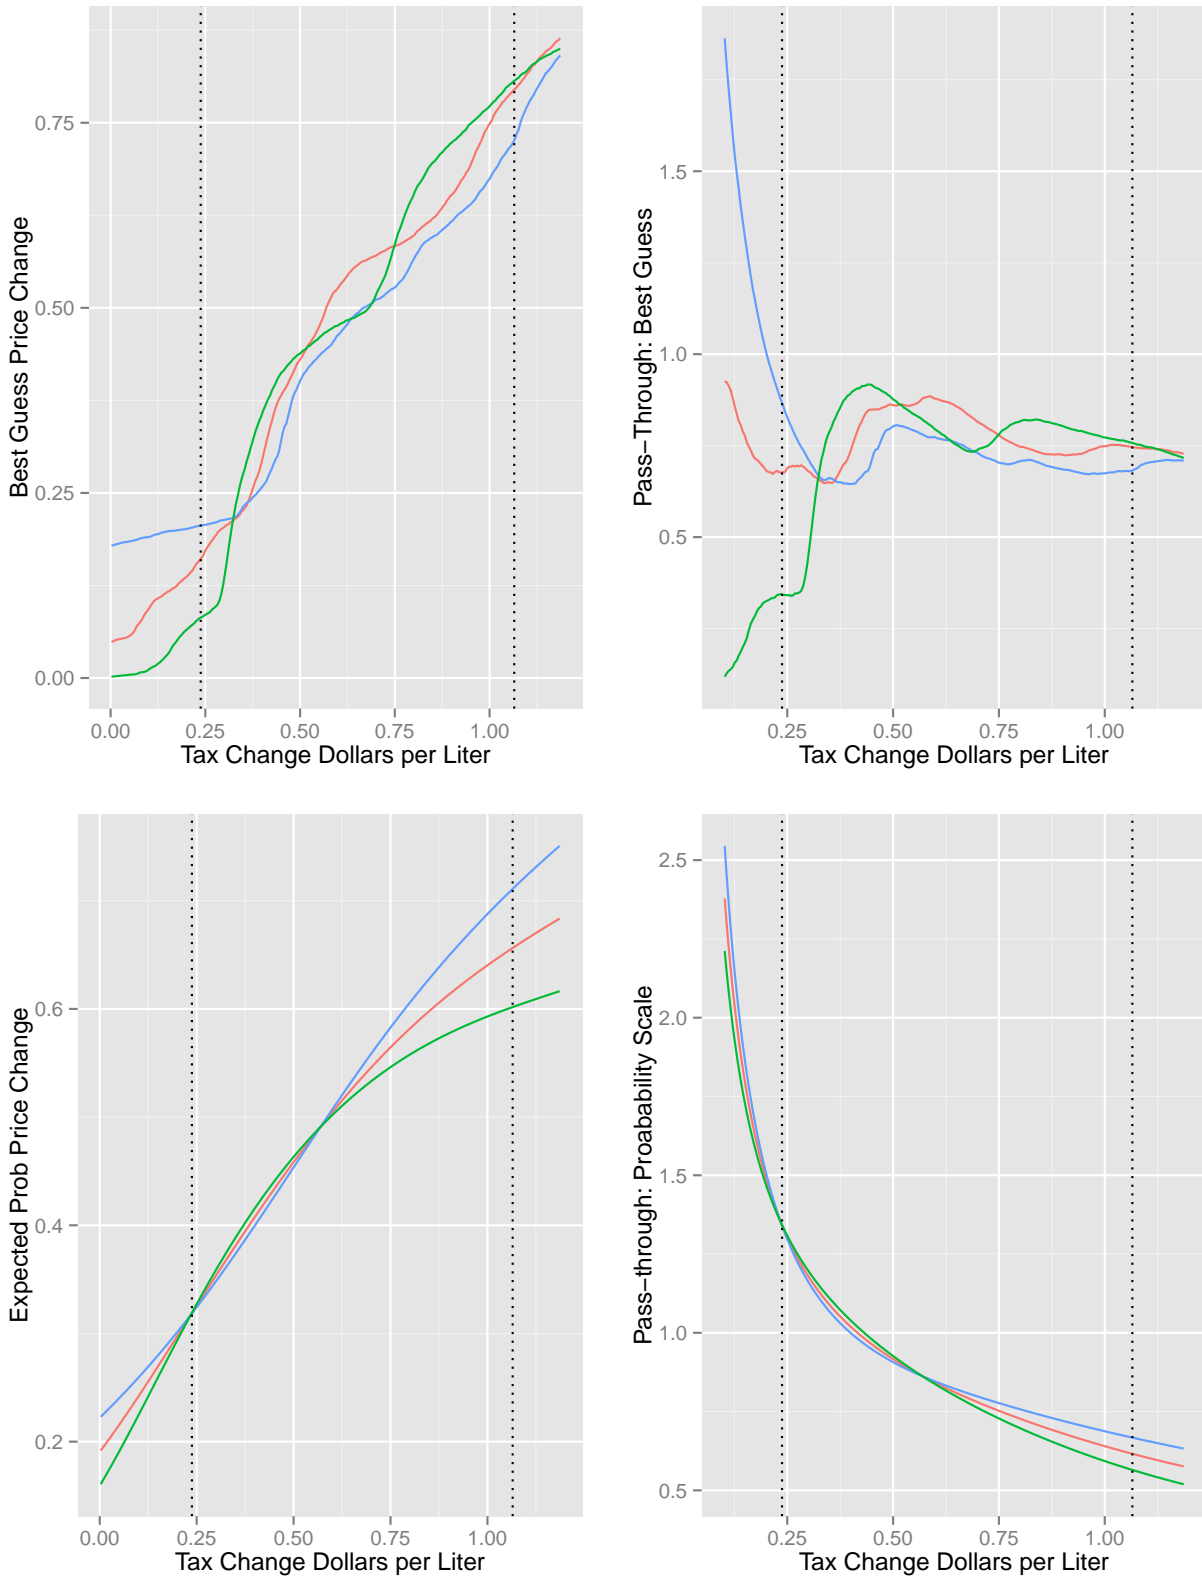 Best Guess Price Change
0.75
0.50
0.25
0.00
0.00 0.25 0.50 0.75 1.00
Tax Change Dollars per Liter
Pass−Through: Best Guess
1.5
1.0
0.5
0.25 0.50 0.75 1.00
Tax Change Dollars per Liter
Expected Prob Price Change
0.6
0.4
0.2
0.00 0.25 0.50 0.75 1.00
Tax Change Dollars per Liter
Pass−through: Proabability Scale
2.5
2.0
1.5
1.0
0.5
0.25 0.50 0.75 1.00
Tax Change Dollars per Liter